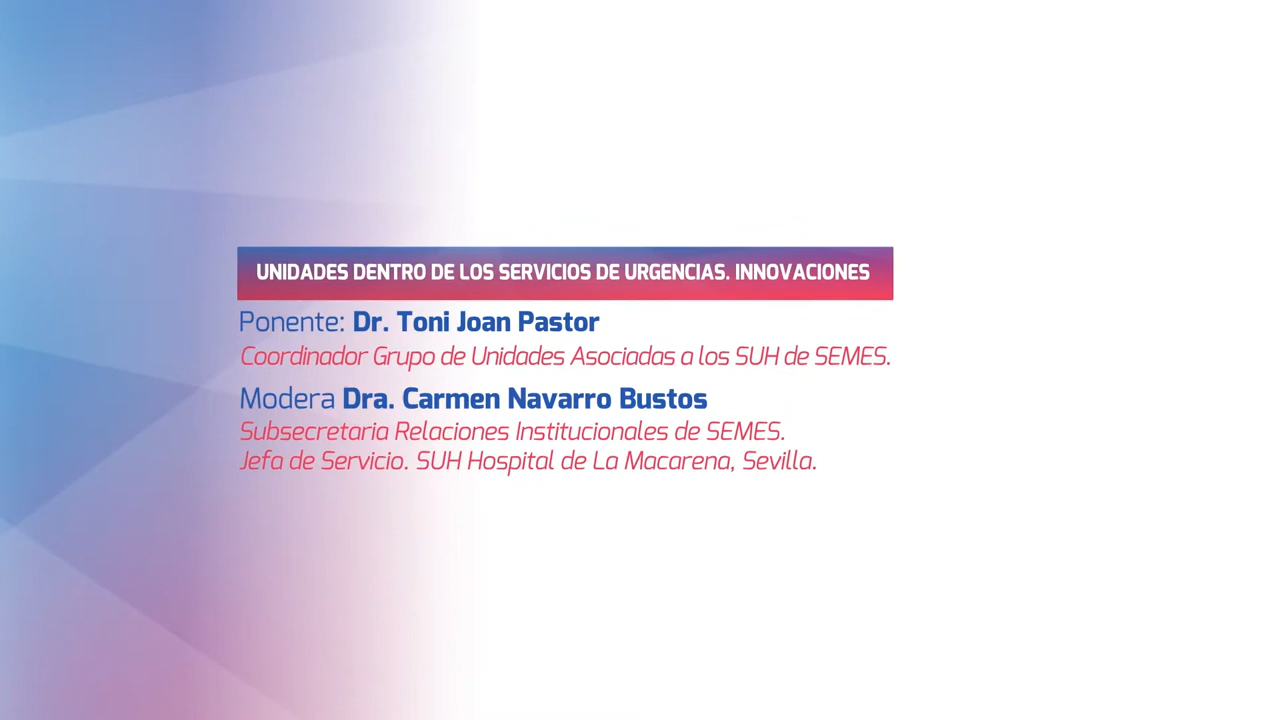 UNIDADES DENTRO DE LOS SERVICIOS DE URGENCIAS. INNOVACIONES
Ponente: Dr. Toni Joan Pastor
Coordinador Grupo de Unidades Asociadas a los SUH de SEMES.
Modera Dra. Carmen Navarro Bustos
Subsecretaria Relaciones Institucionales de SEMES.
Jefa de Servicio. SUH Hospital de La Macarena, Sevilla.